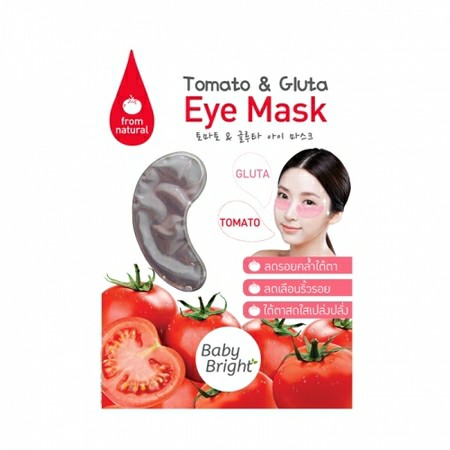 Tomato & Gluta
Eye Mask
토마토 & 글루타 아이 마스크
from
natural
GLUTA
TOMATO
ลดรอยคล้ำใต้ตา
ลดเลือนริ้วรอย
ใต้ตาสดใสเปล่งปลั่ง
Baby
Bright